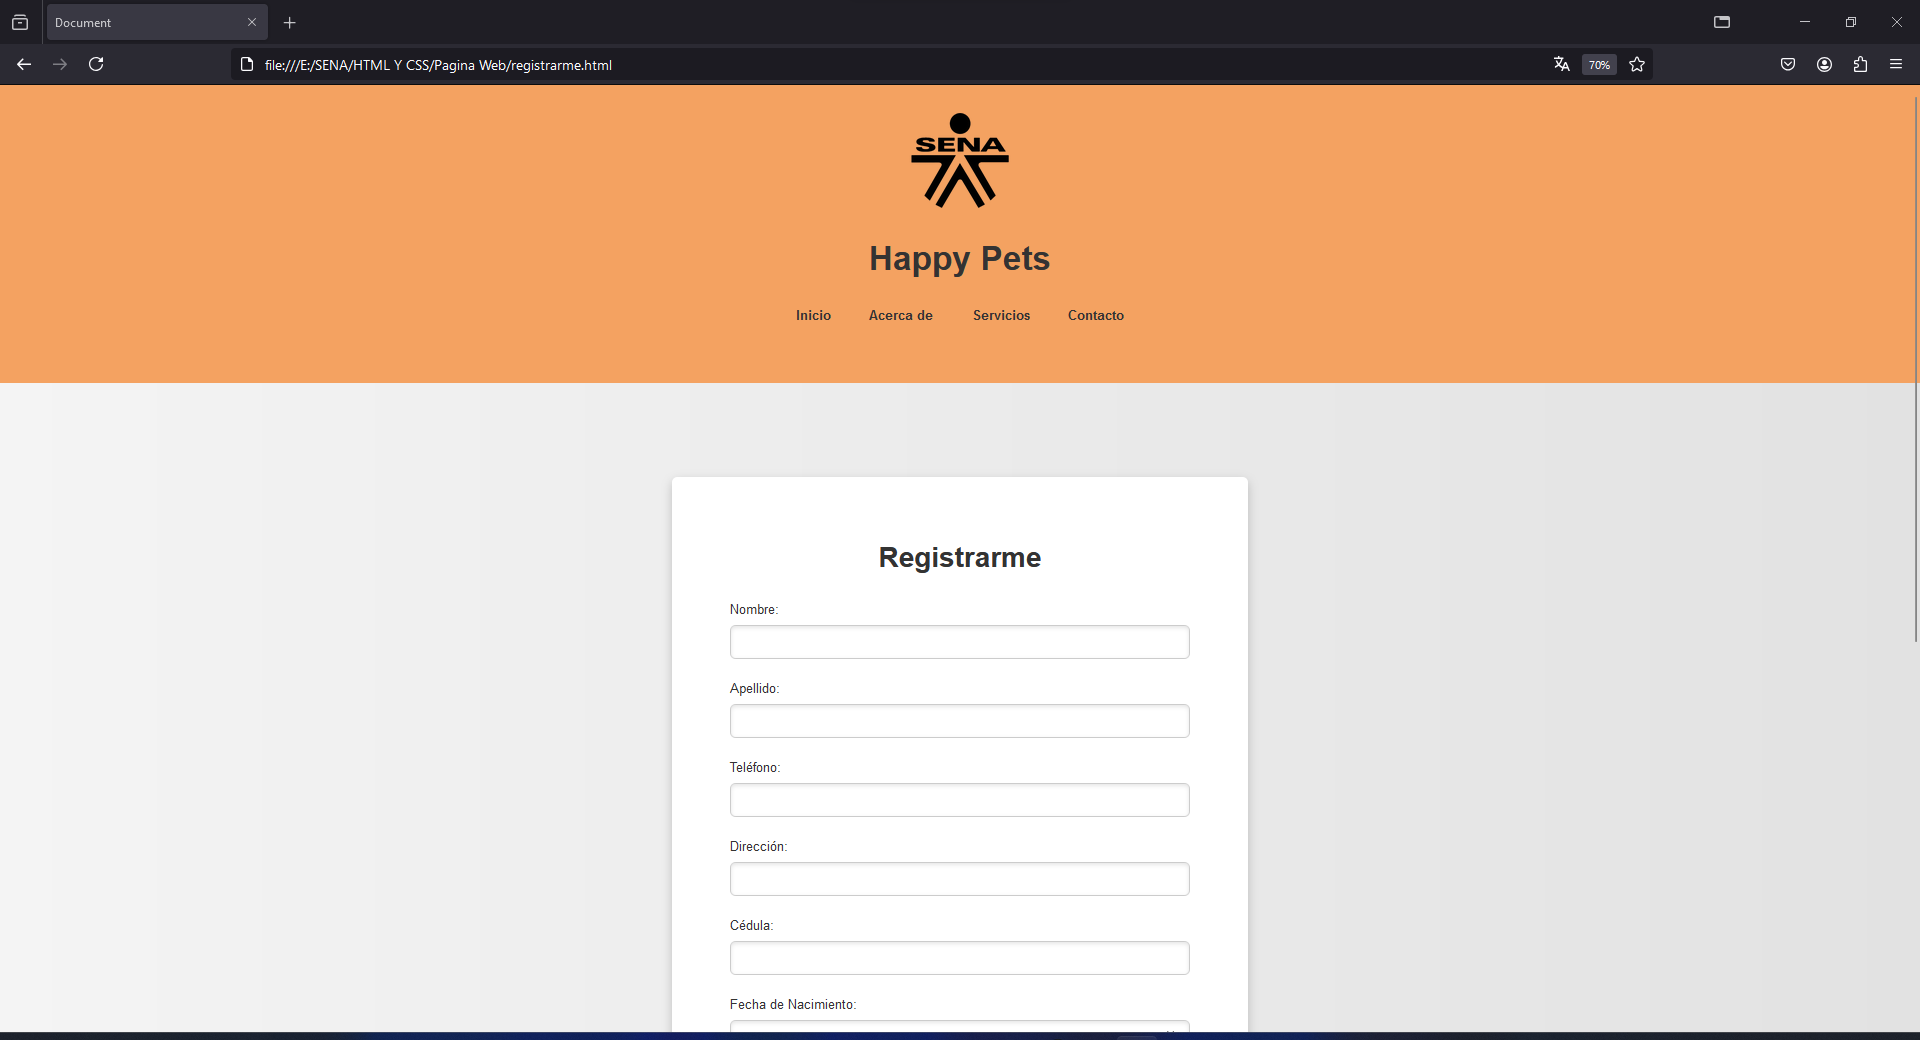 Document
file:///E:/SENA/HTML Y CSS/Pagina Web/registrarme.html
70%
SENA
Happy Pets
Inicio Acerca de Servicios Contacto
Registrarme
Nombre:
Apellido:
Teléfono:
Dirección:
Cédula:
Fecha de Nacimiento: